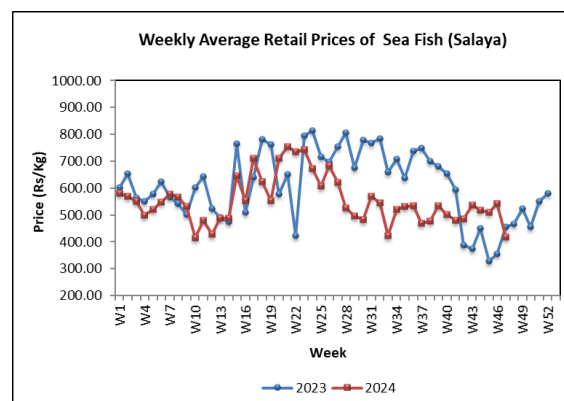 Weekly Average Retail Prices of Sea Fish (Salaya)
Price (Rs/Kg)
1000.00
900.00
800.00
700.00
600.00
500.00
400.00
300.00
200.00
W1
W4
W7
W10
W13
W16
W19
W22
W25
W28
W31
W34
W37
W40
W43
W46
W49
W52
Week
2023
2024